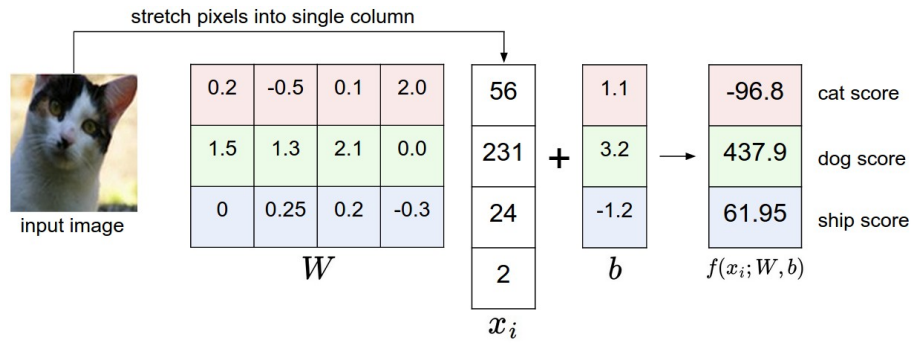 stretch pixels into single column
0.2 -0.5 0.1 2.0
1.5 1.3 2.1 0.0
0 0.25 0.2 -0.3
W
56
231
24
2
x_i
+
1.1
3.2
-1.2
b
-96.8
437.9
61.95
f(x_i; W, b)
cat score
dog score
ship score
input image